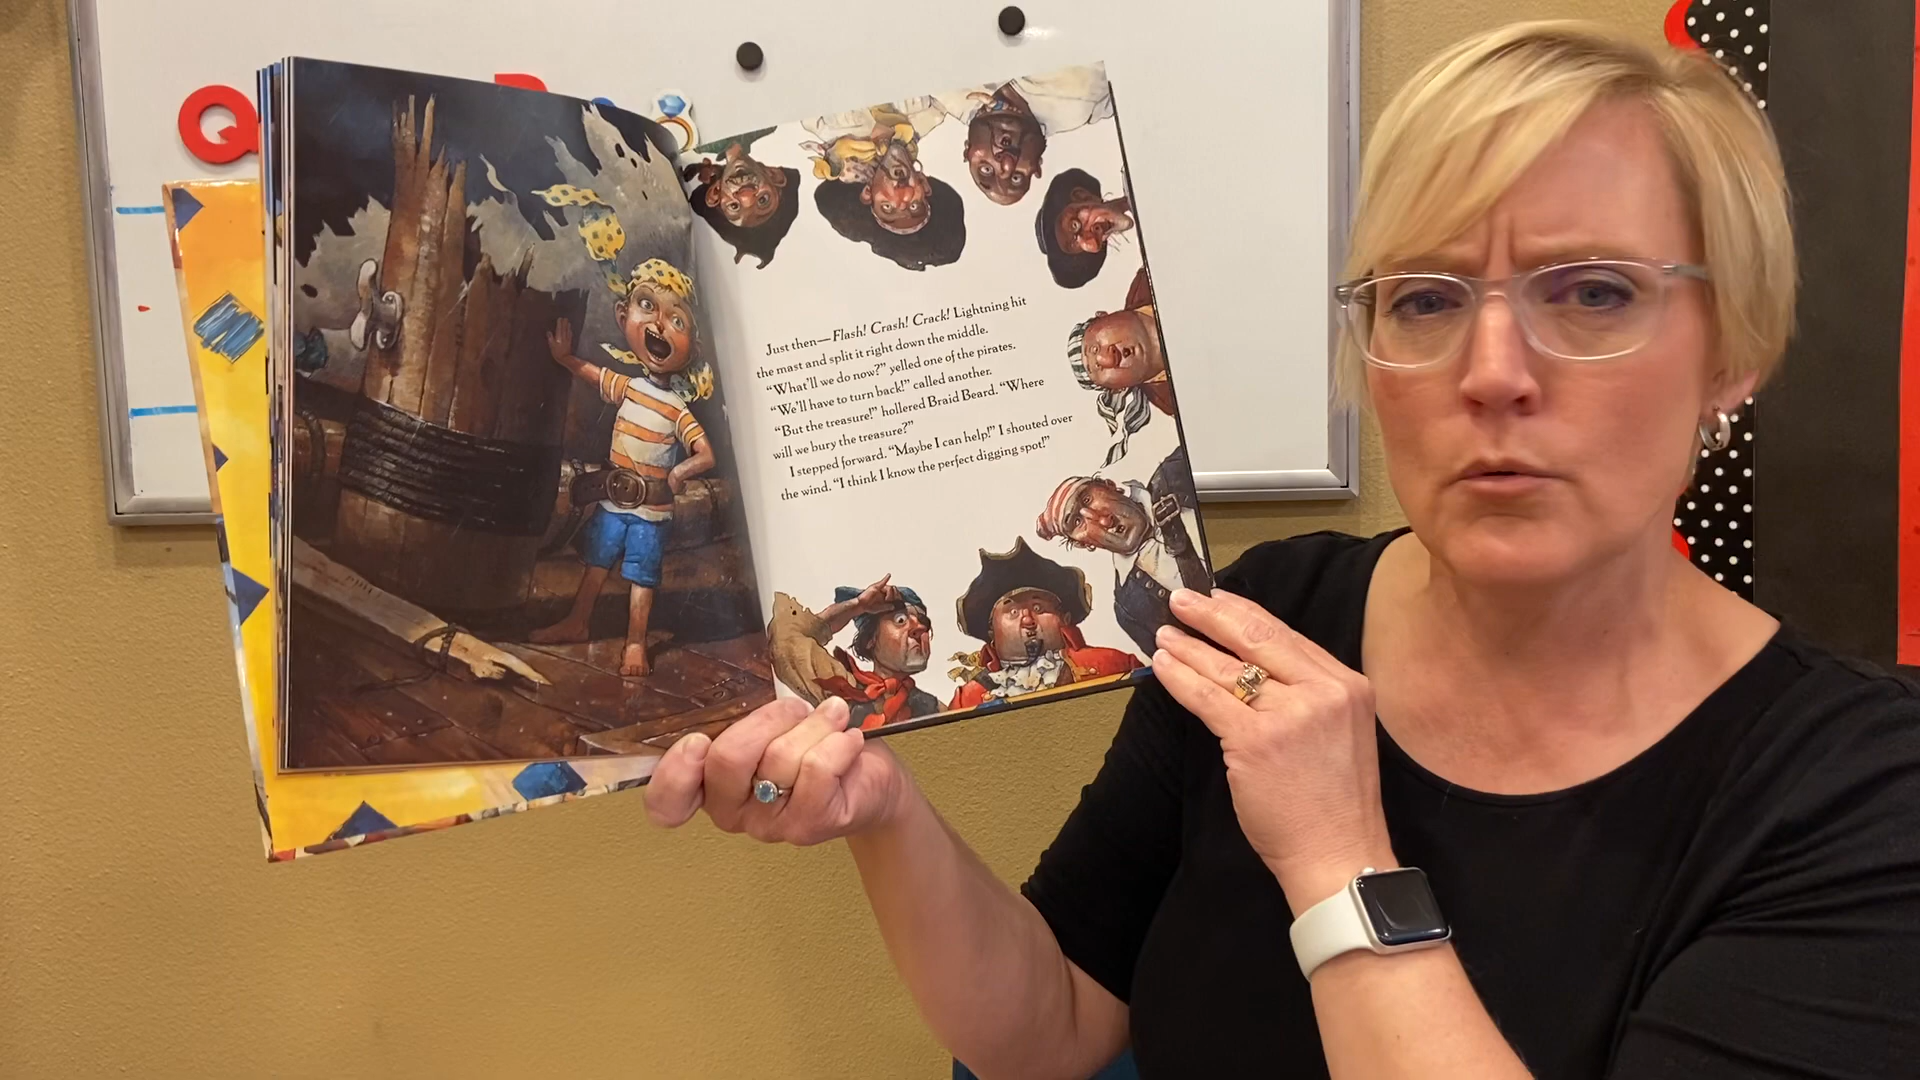 Q
Just then—Flash! Crash! Crack! Lightning hit
the mast and split it right down the middle.
"What'll we do now?" yelled one of the pirates.
"We'll have to turn back!" called another.
"But the treasure!" hollered Braid Beard. "Where
will we bury the treasure?"
I stepped forward. "Maybe I can help!" I shouted over
the wind. "I think I know the perfect digging spot!"